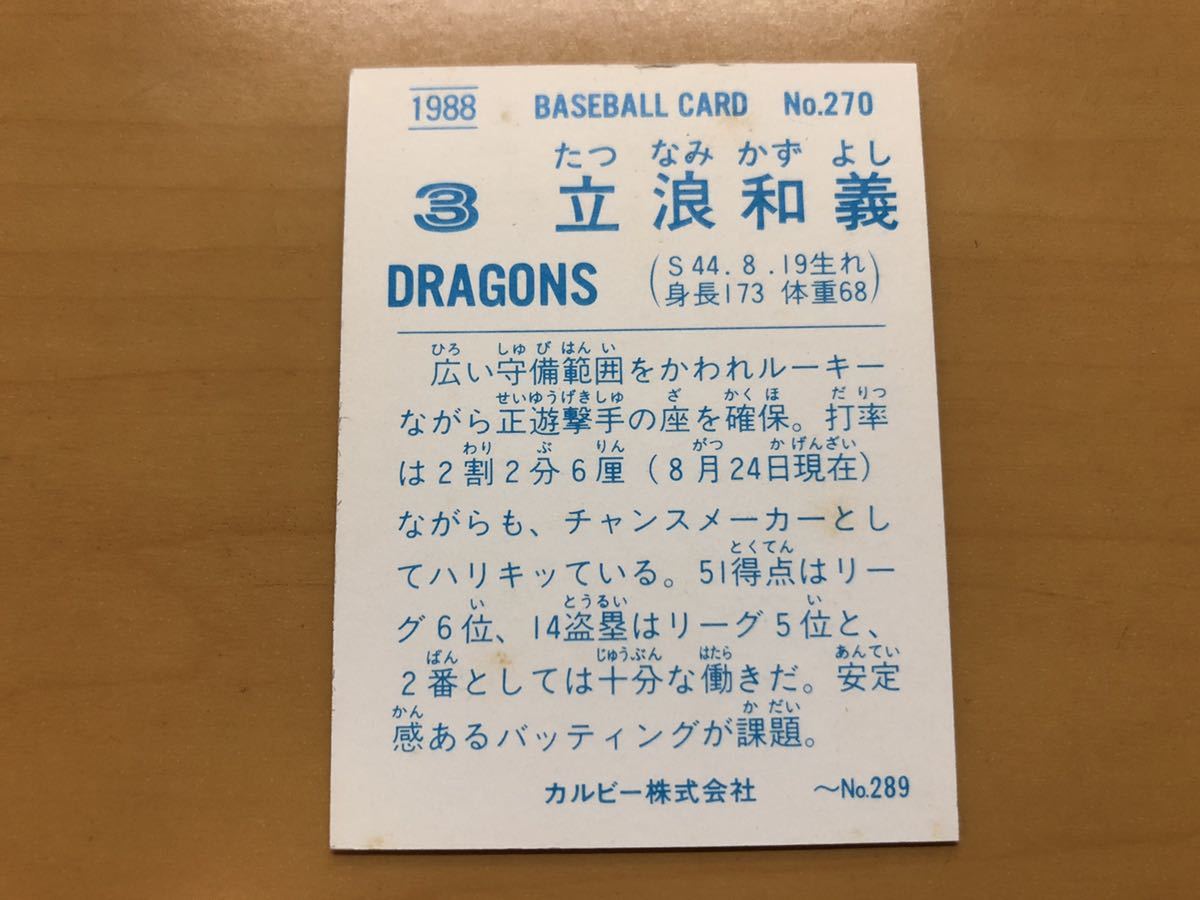 1988 BASEBALL CARD No.270
たつ なみ かず よし
3 立浪和義
DRAGONS
(S44.8.19生れ
身長173 体重68)
ひろ しゅ び はん い
広い守備範囲をかわれルーキー
せいゆうげきしゅ ざ かく ほ だ りつ
ながら正遊撃手の座を確保。打率
わり ぶ りん がつ か げんざい
は2割2分6厘(8月24日現在)
ながらも、チャンスメーカーとし
とくてん
てハリキッている。51得点はリー
い とうるい い
グ6位、14盗塁はリーグ5位と、
ばん じゅうぶん はたら あんてい
2番としては十分な働きだ。安定
かん か だい
感あるバッティングが課題。
カルビー株式会社 〜No.289